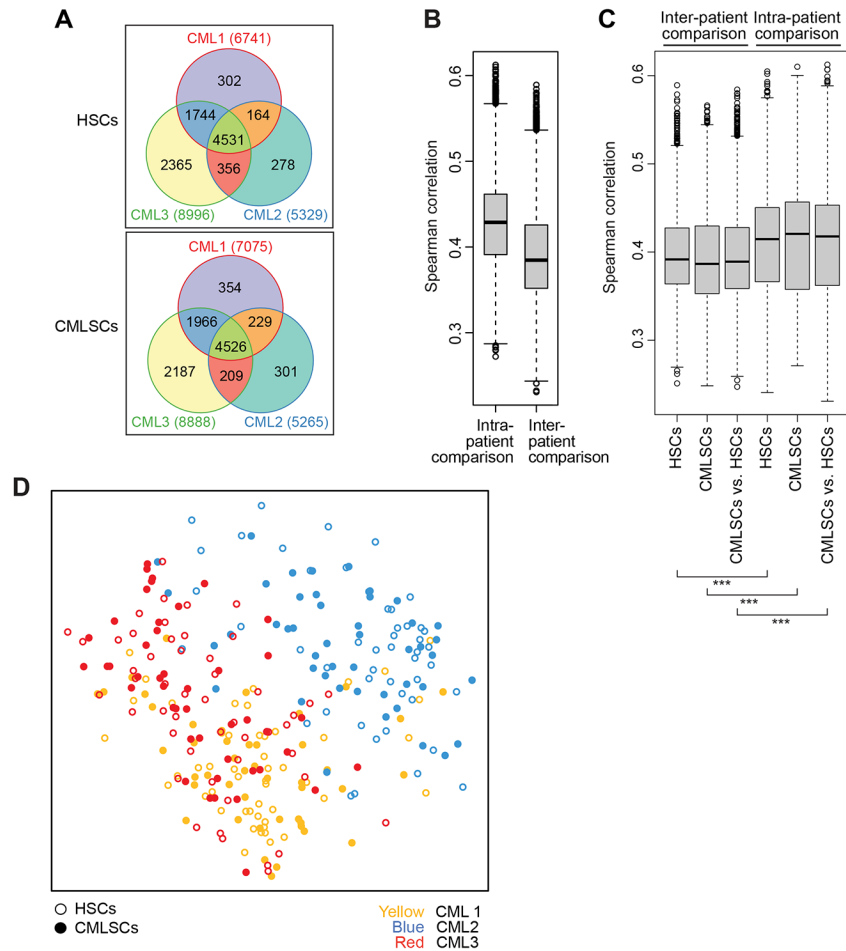 A
CML1 (6741)
302
1744
164
4531
2365
356
278
HSCs
CML3 (8996)
CML2 (5329)
CML1 (7075)
354
1966
229
4526
2187
209
301
CMLSCs
CML3 (8888)
CML2 (5265)
B
Spearman correlation
0.6
0.5
0.4
0.3
Intra-
patient
comparison
Inter-
patient
comparison
C
Inter-patient
comparison
Intra-patient
comparison
Spearman correlation
0.6
0.5
0.4
0.3
HSCs
CMLSCs
CMLSCs vs. HSCs
HSCs
CMLSCs
CMLSCs vs. HSCs
***
***
***
D
HSCs
CMLSCs
Yellow CML 1
Blue CML2
Red CML3